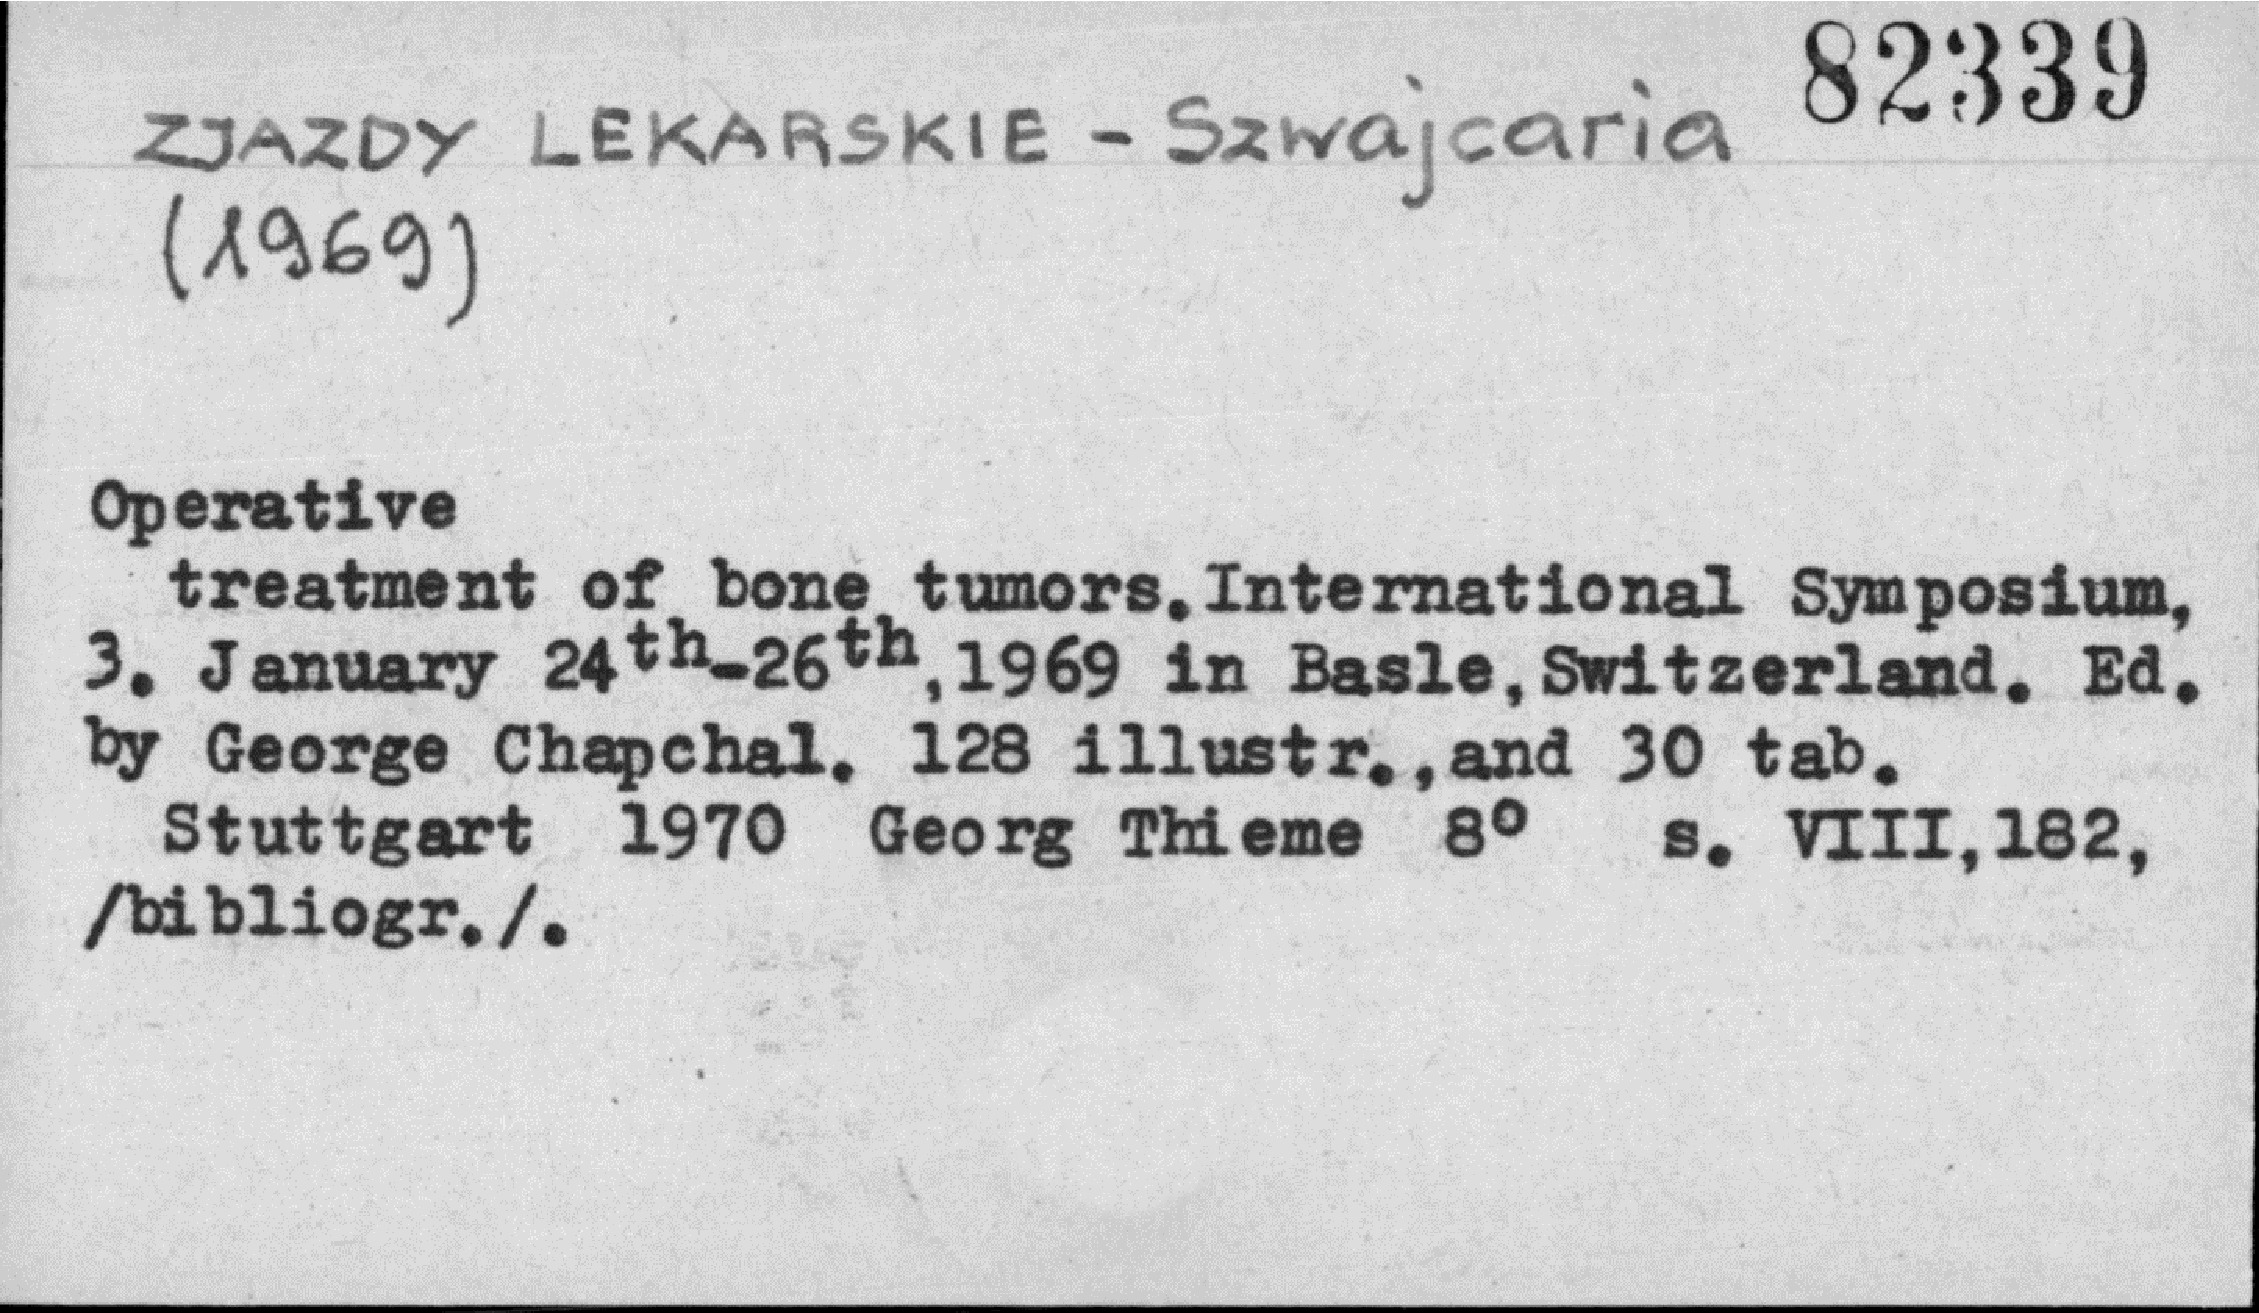 82339
ZJAZDY LEKARSKIE - Szwajcaria
(1969)
Operative
treatment of bone tumors.International Symposium,
3. January 24th-26th,1969 in Basle,Switzerland. Ed.
by George Chapchal. 128 illustr.,and 30 tab.
Stuttgart 1970 Georg Thieme 8º s. VIII,182,
/bibliogr./.